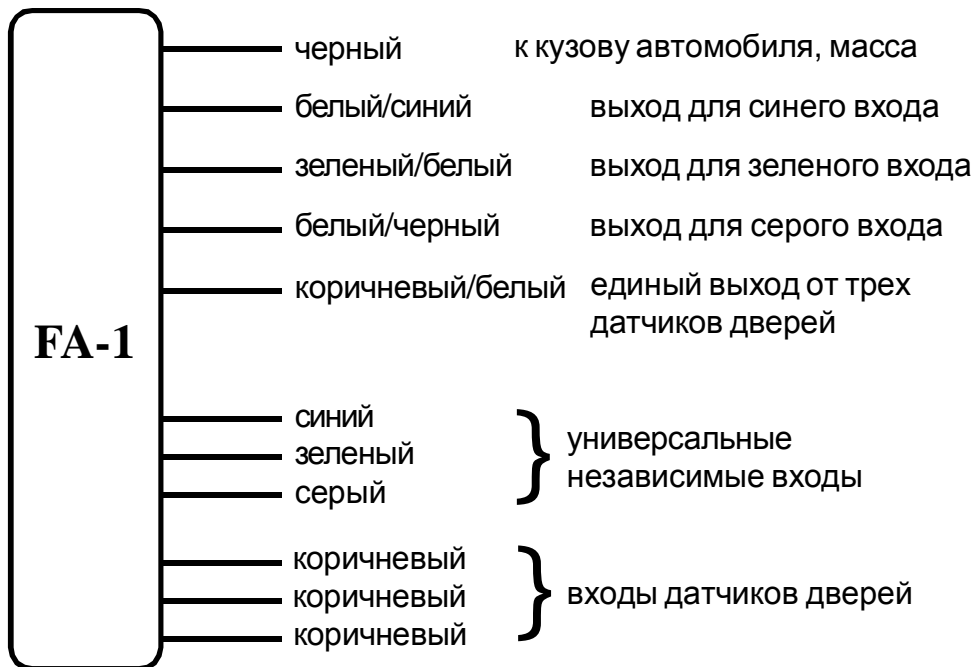 черный к кузову автомобиля, масса
белый/синий выход для синего входа
зеленый/белый выход для зеленого входа
белый/черный выход для серого входа
коричневый/белый единый выход от трех
датчиков дверей
FA-1
синий
зеленый
серый
универсальные
независимые входы
коричневый
коричневый
коричневый
входы датчиков дверей